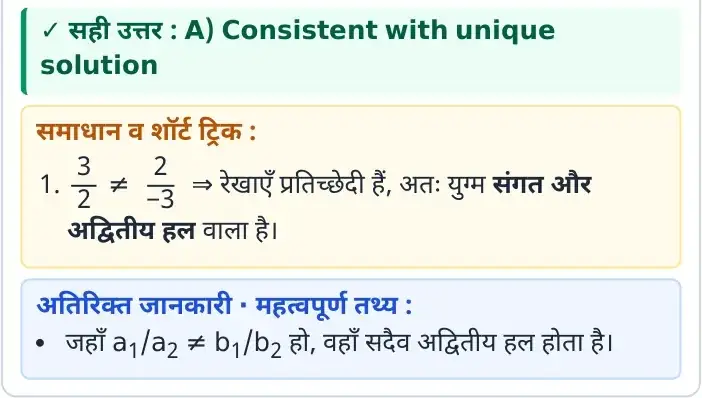 ✓ सही उत्तर : A) Consistent with unique
solution
समाधान व शॉर्ट ट्रिक :
1. 3/2 ≠ 2/−3 ⇒ रेखाएँ प्रतिच्छेदी हैं, अतः युग्म संगत और
अद्वितीय हल वाला है।
अतिरिक्त जानकारी · महत्वपूर्ण तथ्य :
• जहाँ a₁/a₂ ≠ b₁/b₂ हो, वहाँ सदैव अद्वितीय हल होता है।